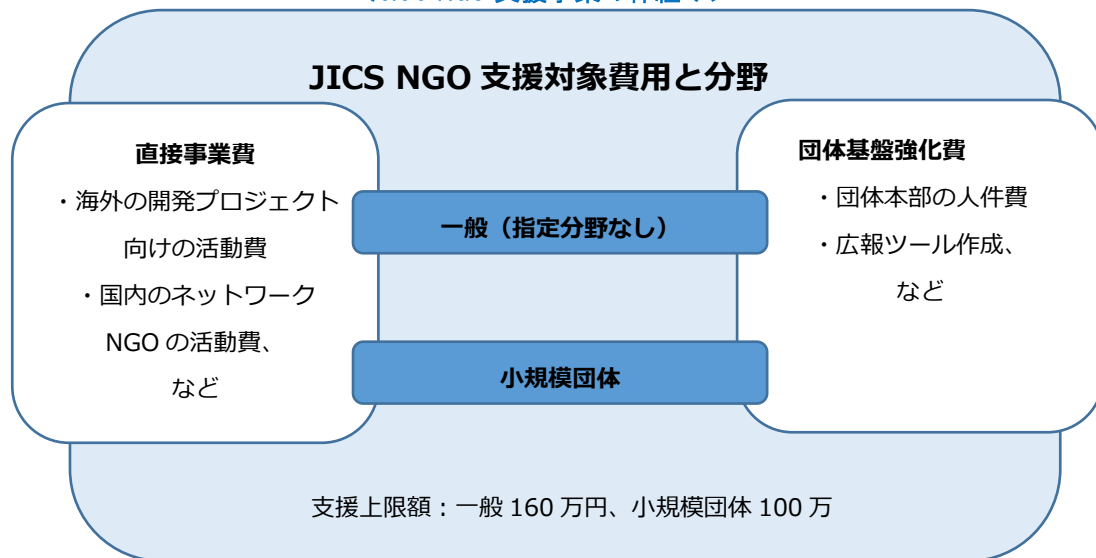 JICS NGO 支援対象費用と分野
直接事業費
・海外の開発プロジェクト
向けの活動費
・国内のネットワーク
NGO の活動費、
など
一般（指定分野なし）
小規模団体
団体基盤強化費
・団体本部の人件費
・広報ツール作成、
など
支援上限額：一般 160 万円、小規模団体 100 万